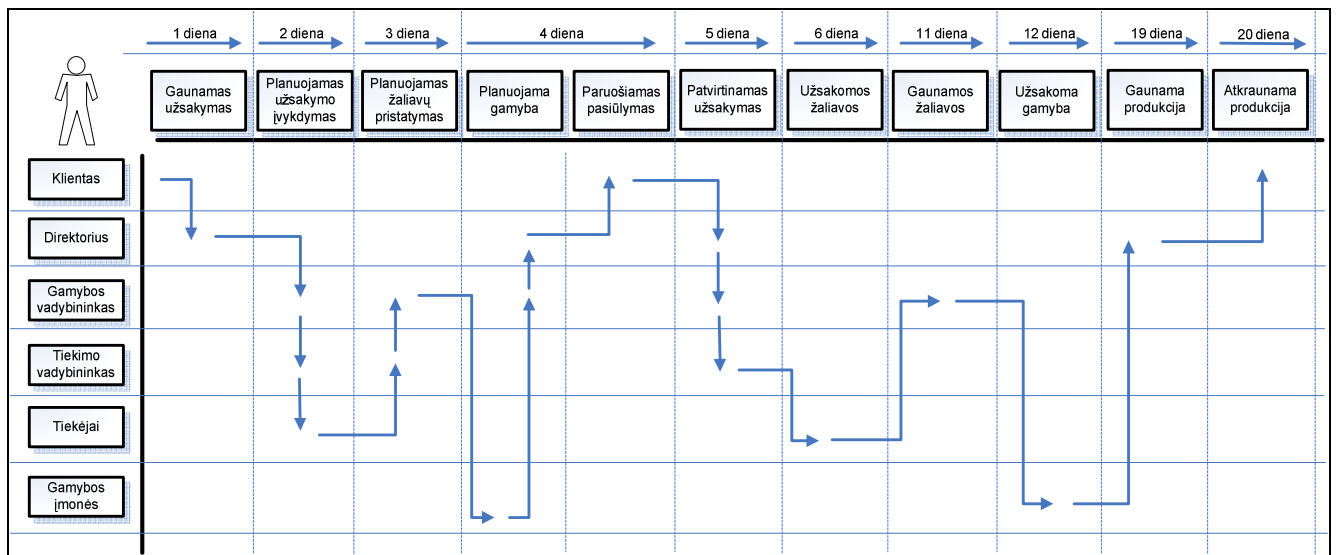 1 diena
2 diena
3 diena
4 diena
5 diena
6 diena
11 diena
12 diena
19 diena
20 diena
Gaunamas
užsakymas
Planuojamas
užsakymo
įvykdymas
Planuojamas
žaliavų
pristatymas
Planuojama
gamyba
Paruošiamas
pasiūlymas
Patvirtinamas
užsakymas
Užsakomos
žaliavos
Gaunamos
žaliavos
Užsakoma
gamyba
Gaunama
produkcija
Atkraunama
produkcija
Klientas
Direktorius
Gamybos
vadybininkas
Tiekimo
vadybininkas
Tiekėjai
Gamybos
įmonės